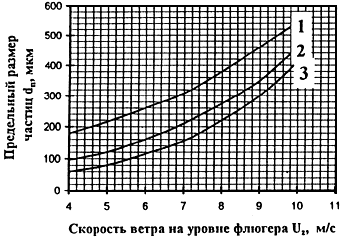 Предельный размер
частиц dп, мкм
600
500
400
300
200
100
0
1
2
3
4 5 6 7 8 9 10 11
Скорость ветра на уровне флюгера U₂, м/с